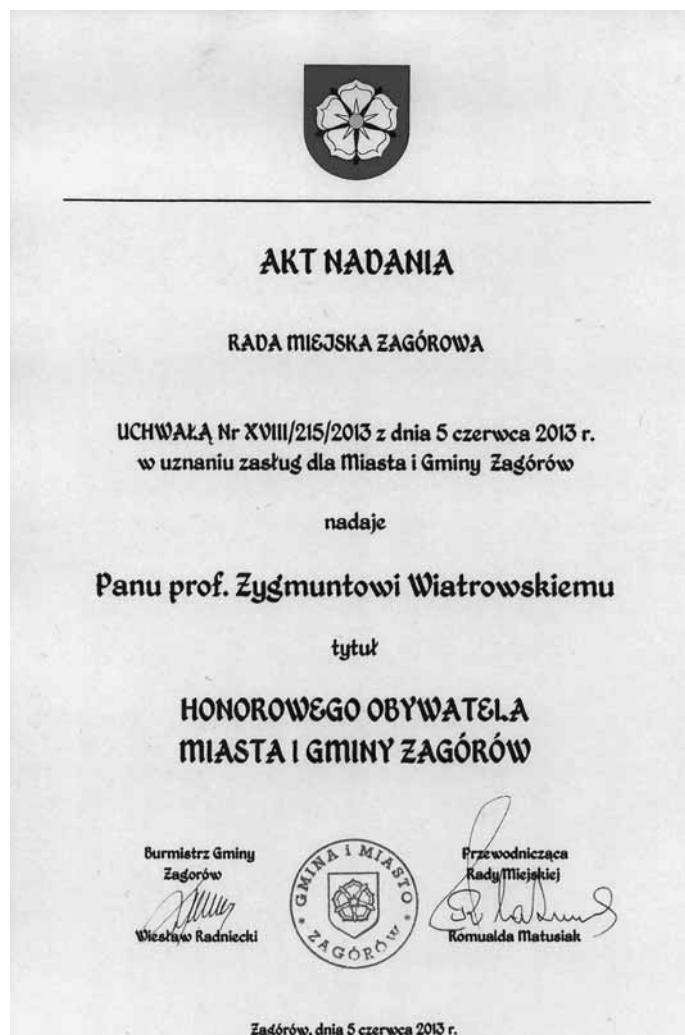 AKT NADANIA
RADA MIEJSKA ZAGÓROWA
UCHWAŁĄ Nr XVIII/215/2013 z dnia 5 czerwca 2013 r.
w uznaniu zasług dla Miasta i Gminy Zagórów
nadaje
Panu prof. Zygmuntowi Wiatrowskiemu
tytuł
HONOROWEGO OBYWATELA
MIASTA I GMINY ZAGÓRÓW
Burmistrz Gminy
Zagorów
Wiesław Radniecki
GMINA i MIASTO
ZAGÓRÓW
Przewodnicząca
Rady Miejskiej
Romualda Matusiak
Zagórów, dnia 5 czerwca 2013 r.